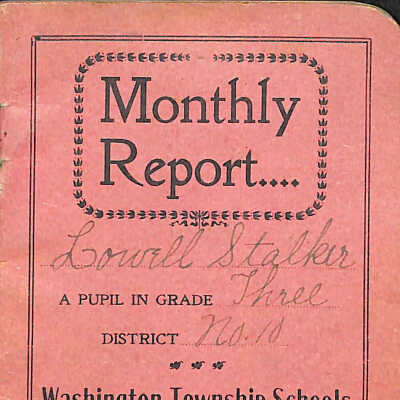 Monthly
Report....
Lowell Stalker
A PUPIL IN GRADE Three
DISTRICT No. 10
Washington Township Schools